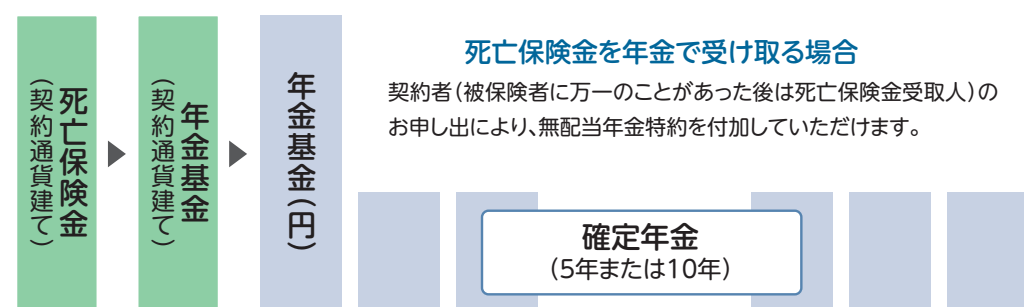 死亡保険金
（契約通貨建て）
年金基金
（契約通貨建て）
年金基金（円）
死亡保険金を年金で受け取る場合
契約者（被保険者に万一のことがあった後は死亡保険金受取人）の
お申し出により、無配当年金特約を付加していただけます。
確定年金
（5年または10年）